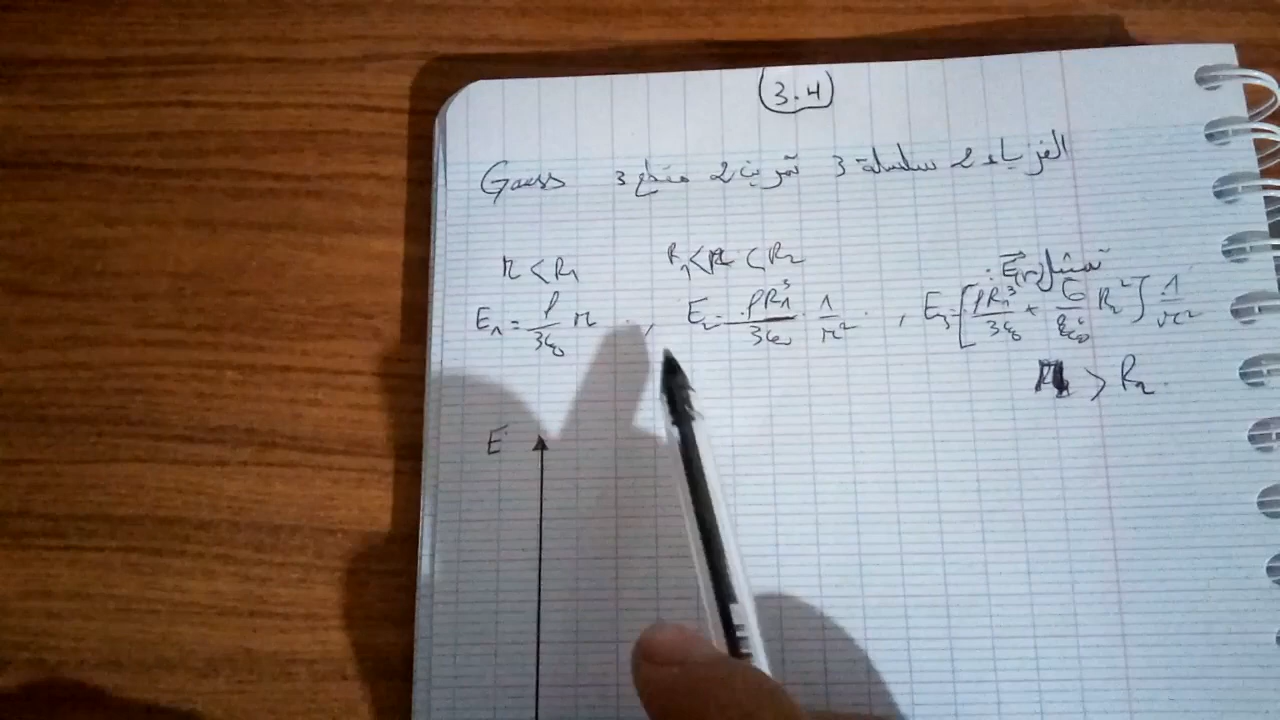 3.4
الفزياء 2 سلسلة 3 تمرين 2 مقطع 3 Gauss
تمثيل E⃗(r) :
r < R₁ R₁ < r < R₂
E₁ = ρ/3ε₀ r , E₂ = ρR₁³/3ε₀ · 1/r² , E₃ = [ρR₁³/3ε₀ + σ/ε₀ R₂²] 1/r²
r > R₂
E